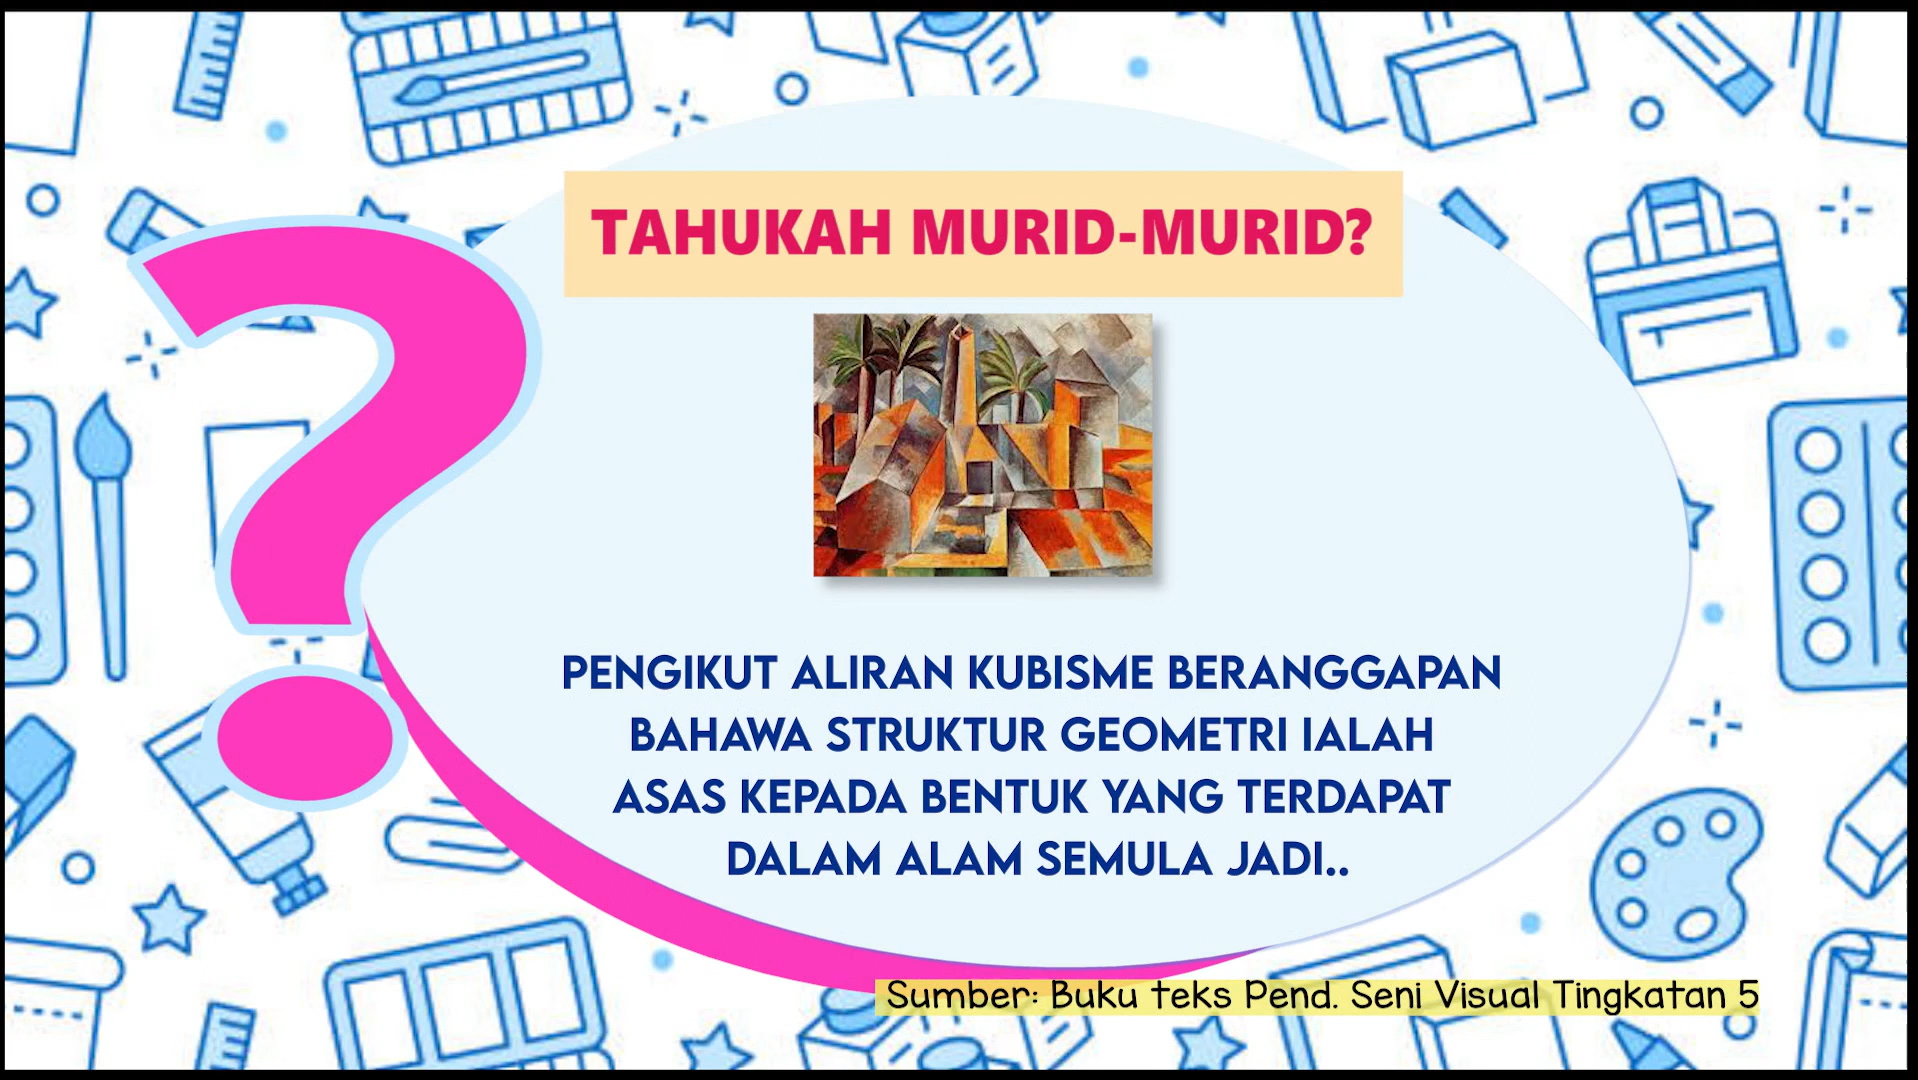 TAHUKAH MURID-MURID?
PENGIKUT ALIRAN KUBISME BERANGGAPAN
BAHAWA STRUKTUR GEOMETRI IALAH
ASAS KEPADA BENTUK YANG TERDAPAT
DALAM ALAM SEMULA JADI..
Sumber: Buku teks Pend. Seni Visual Tingkatan 5